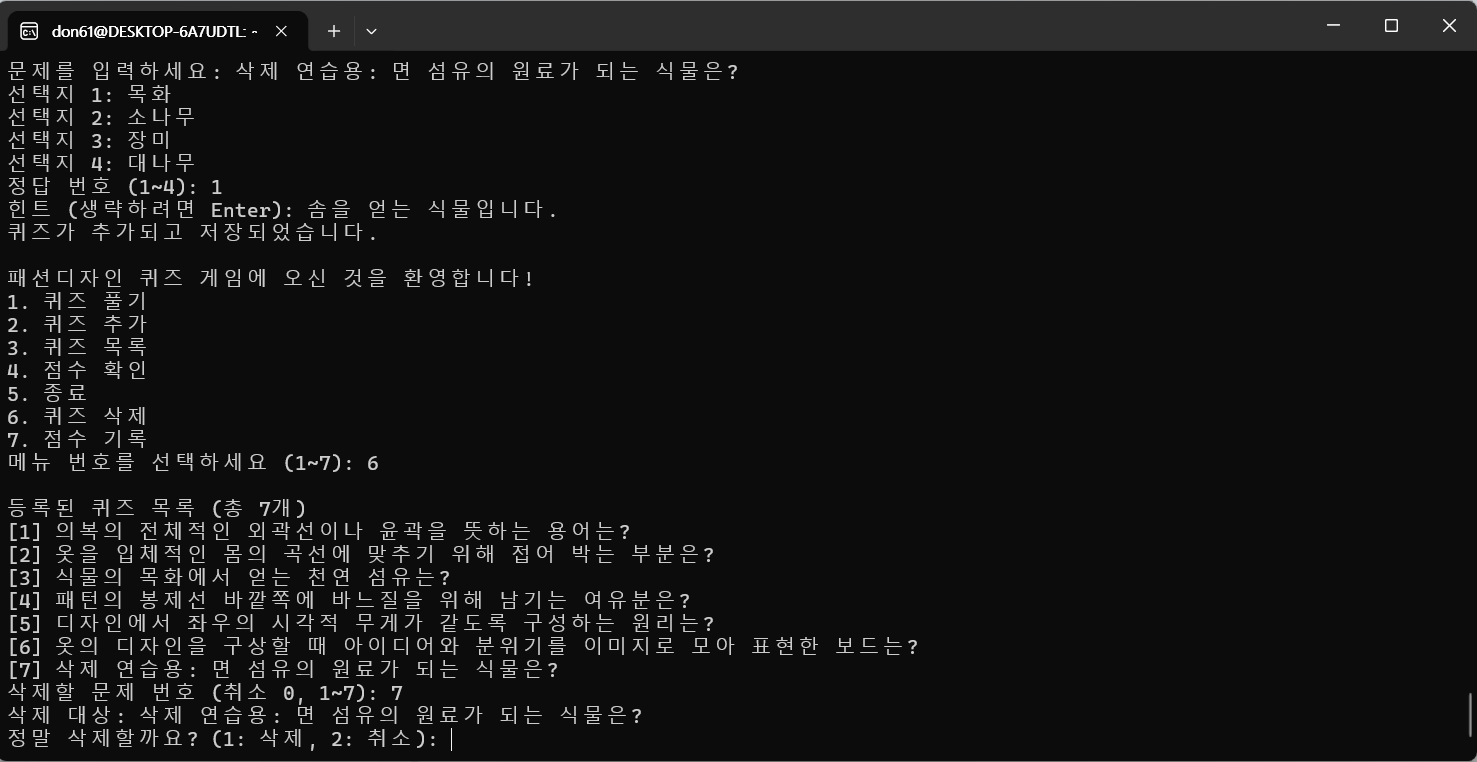 don61@DESKTOP-6A7UDTL: ~
문제를 입력하세요: 삭제 연습용: 면 섬유의 원료가 되는 식물은?
선택지 1: 목화
선택지 2: 소나무
선택지 3: 장미
선택지 4: 대나무
정답 번호 (1~4): 1
힌트 (생략하려면 Enter): 솜을 얻는 식물입니다.
퀴즈가 추가되고 저장되었습니다.
패션디자인 퀴즈 게임에 오신 것을 환영합니다!
1. 퀴즈 풀기
2. 퀴즈 추가
3. 퀴즈 목록
4. 점수 확인
5. 종료
6. 퀴즈 삭제
7. 점수 기록
메뉴 번호를 선택하세요 (1~7): 6
등록된 퀴즈 목록 (총 7개)
[1] 의복의 전체적인 외곽선이나 윤곽을 뜻하는 용어는?
[2] 옷을 입체적인 몸의 곡선에 맞추기 위해 접어 박는 부분은?
[3] 식물의 목화에서 얻는 천연 섬유는?
[4] 패턴의 봉제선 바깥쪽에 바느질을 위해 남기는 여유분은?
[5] 디자인에서 좌우의 시각적 무게가 같도록 구성하는 원리는?
[6] 옷의 디자인을 구상할 때 아이디어와 분위기를 이미지로 모아 표현한 보드는?
[7] 삭제 연습용: 면 섬유의 원료가 되는 식물은?
삭제할 문제 번호 (취소 0, 1~7): 7
삭제 대상: 삭제 연습용: 면 섬유의 원료가 되는 식물은?
정말 삭제할까요? (1: 삭제, 2: 취소):